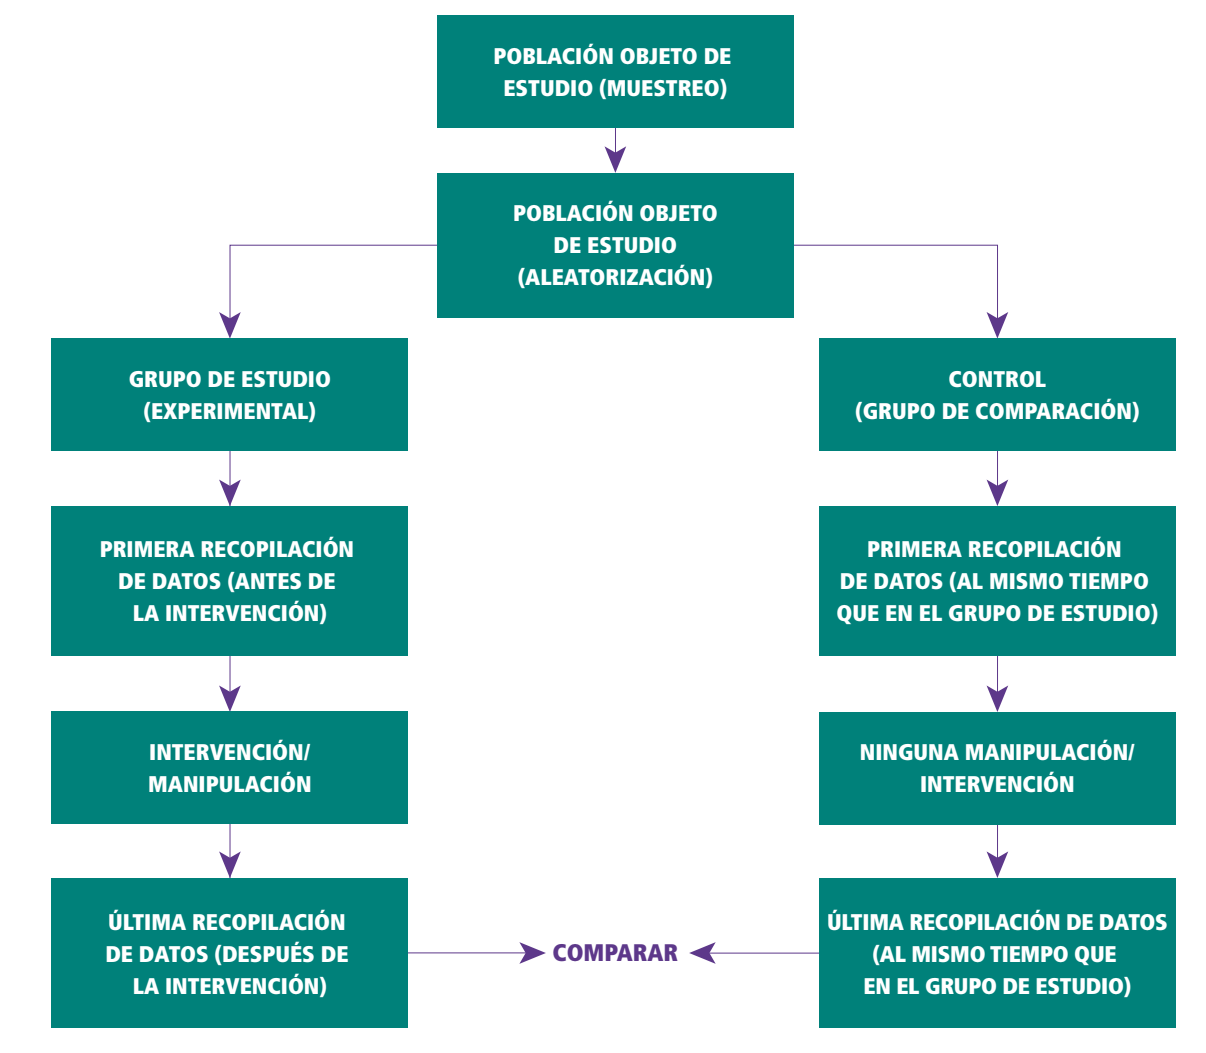 POBLACIÓN OBJETO DE
ESTUDIO (MUESTREO)
POBLACIÓN OBJETO
DE ESTUDIO
(ALEATORIZACIÓN)
GRUPO DE ESTUDIO
(EXPERIMENTAL)
CONTROL
(GRUPO DE COMPARACIÓN)
PRIMERA RECOPILACIÓN
DE DATOS (ANTES DE
LA INTERVENCIÓN)
PRIMERA RECOPILACIÓN
DE DATOS (AL MISMO TIEMPO
QUE EN EL GRUPO DE ESTUDIO)
INTERVENCIÓN/
MANIPULACIÓN
NINGUNA MANIPULACIÓN/
INTERVENCIÓN
ÚLTIMA RECOPILACIÓN
DE DATOS (DESPUÉS DE
LA INTERVENCIÓN)
COMPARAR
ÚLTIMA RECOPILACIÓN DE DATOS
(AL MISMO TIEMPO QUE
EN EL GRUPO DE ESTUDIO)